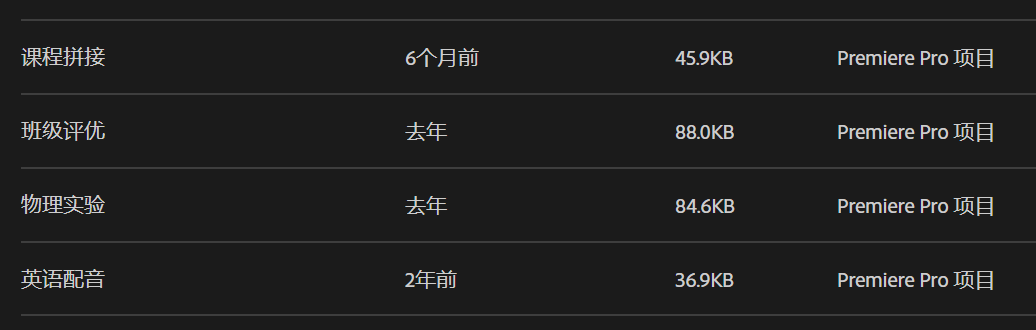 课程拼接 6个月前 45.9KB Premiere Pro 项目
班级评优 去年 88.0KB Premiere Pro 项目
物理实验 去年 84.6KB Premiere Pro 项目
英语配音 2年前 36.9KB Premiere Pro 项目